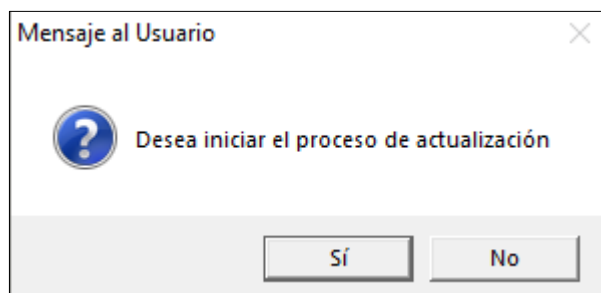 Mensaje al Usuario
Desea iniciar el proceso de actualización
Sí
No